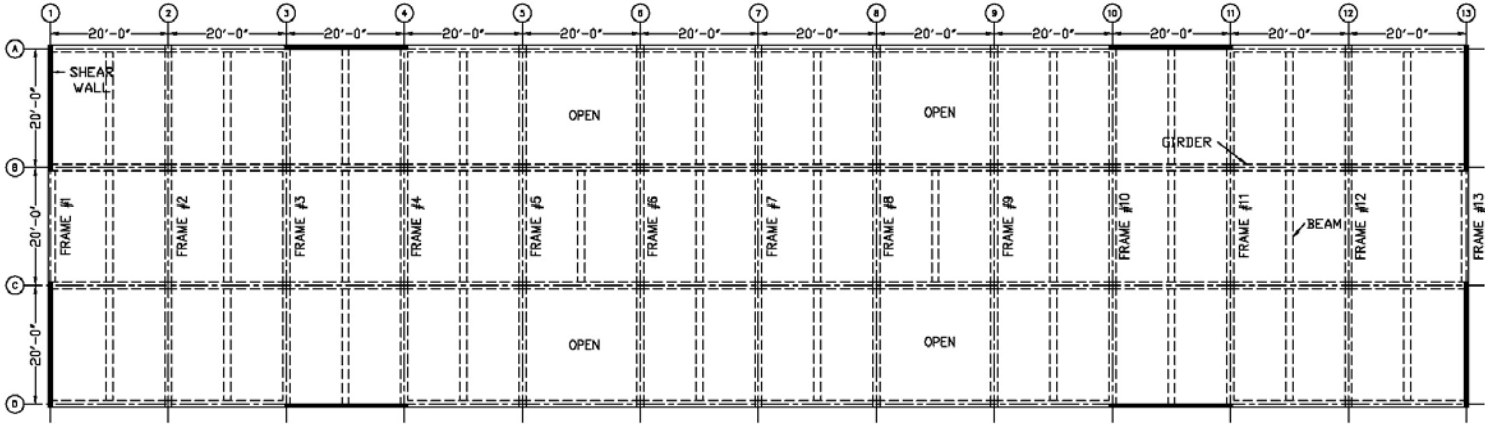 1 2 3 4 5 6 7 8 9 10 11 12 13
20'-0" 20'-0" 20'-0" 20'-0" 20'-0" 20'-0" 20'-0" 20'-0" 20'-0" 20'-0" 20'-0" 20'-0"
A
SHEAR
WALL
20'-0"
OPEN OPEN
GIRDER
B
20'-0"
FRAME #1 FRAME #2 FRAME #3 FRAME #4 FRAME #5 FRAME #6 FRAME #7 FRAME #8 FRAME #9 FRAME #10 FRAME #11 FRAME #12 FRAME #13
BEAM
C
20'-0"
OPEN OPEN
D